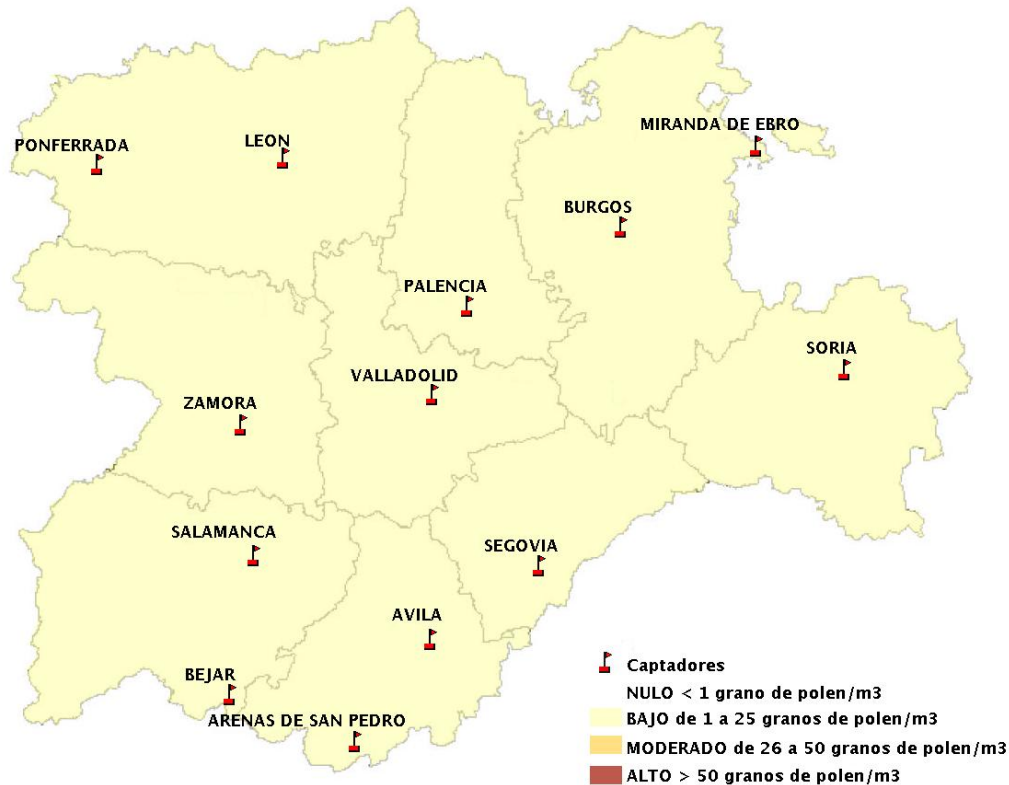 MIRANDA DE EBRO
PONFERRADA
LEON
BURGOS
PALENCIA
SORIA
VALLADOLID
ZAMORA
SALAMANCA
SEGOVIA
AVILA
BEJAR
ARENAS DE SAN PEDRO
Captadores
NULO < 1 grano de polen/m3
BAJO de 1 a 25 granos de polen/m3
MODERADO de 26 a 50 granos de polen/m3
ALTO > 50 granos de polen/m3